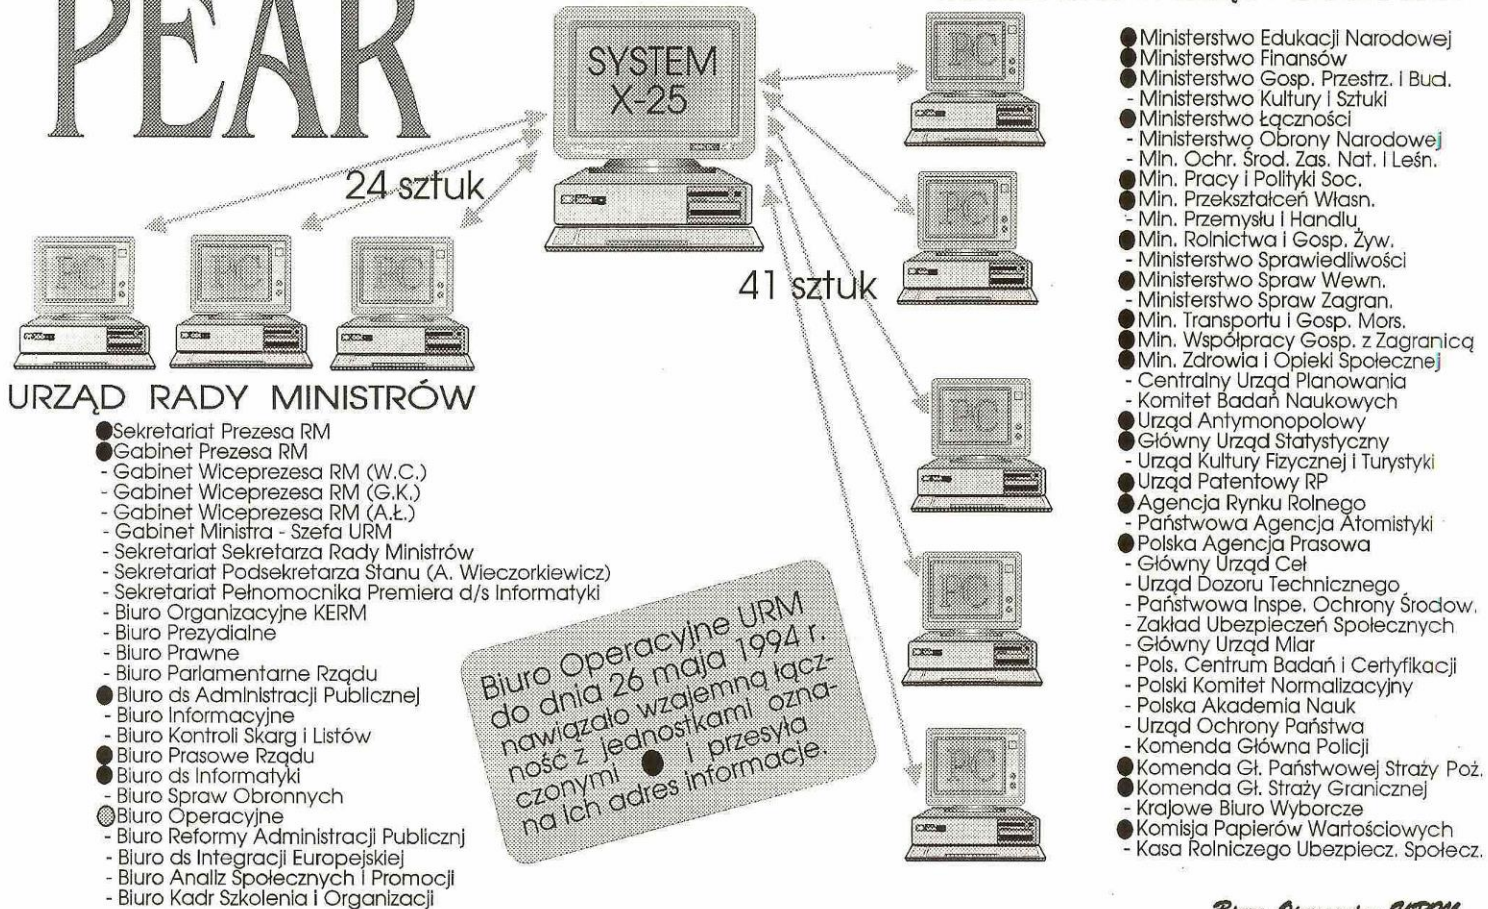 PEAR
SYSTEM
X-25
PC
PC
PC
PC
PC
PC
PC
PC
24 sztuk
41 sztuk
URZĄD RADY MINISTRÓW
●Sekretariat Prezesa RM
●Gabinet Prezesa RM
- Gabinet Wiceprezesa RM (W.C.)
- Gabinet Wiceprezesa RM (G.K.)
- Gabinet Wiceprezesa RM (A.Ł.)
- Gabinet Ministra - Szefa URM
- Sekretariat Sekretarza Rady Ministrów
- Sekretariat Podsekretarza Stanu (A. Wieczorkiewicz)
- Sekretariat Pełnomocnika Premiera d/s Informatyki
- Biuro Organizacyjne KERM
- Biuro Prezydialne
- Biuro Prawne
- Biuro Parlamentarne Rządu
● Biuro ds Administracji Publicznej
- Biuro Informacyjne
- Biuro Kontroli Skarg i Listów
● Biuro Prasowe Rządu
● Biuro ds Informatyki
- Biuro Spraw Obronnych
Biuro Operacyjne
- Biuro Reformy Administracji Publicznj
- Biuro ds Integracji Europejskiej
- Biuro Analiz Społecznych i Promocji
- Biuro Kadr Szkolenia i Organizacji
Biuro Operacyjne URM
do dnia 26 maja 1994 r.
nawiązało wzajemną łącz-
ność z jednostkami ozna-
czonymi ● i przesyła
na ich adres informacje.
● Ministerstwo Edukacji Narodowej
● Ministerstwo Finansów
● Ministerstwo Gosp. Przestrz. i Bud.
- Ministerstwo Kultury i Sztuki
● Ministerstwo Łączności
- Ministerstwo Obrony Narodowej
- Min. Ochr. Środ. Zas. Nat. i Leśn.
● Min. Pracy i Polityki Soc.
● Min. Przekształceń Własn.
- Min. Przemysłu i Handlu
● Min. Rolnictwa i Gosp. Żyw.
- Ministerstwo Sprawiedliwości
● Ministerstwo Spraw Wewn.
- Ministerstwo Spraw Zagran.
● Min. Transportu i Gosp. Mors.
● Min. Współpracy Gosp. z Zagranicą
● Min. Zdrowia i Opieki Społecznej
- Centralny Urząd Planowania
- Komitet Badań Naukowych
● Urząd Antymonopolowy
● Główny Urząd Statystyczny
- Urząd Kultury Fizycznej i Turystyki
● Urząd Patentowy RP
● Agencja Rynku Rolnego
- Państwowa Agencja Atomistyki
● Polska Agencja Prasowa
- Główny Urząd Ceł
- Urząd Dozoru Technicznego
- Państwowa Inspe. Ochrony Środow.
- Zakład Ubezpieczeń Społecznych
- Główny Urząd Miar
- Pols. Centrum Badań i Certyfikacji
- Polski Komitet Normalizacyjny
- Polska Akademia Nauk
- Urząd Ochrony Państwa
- Komenda Główna Policji
● Komenda Gł. Państwowej Straży Poż.
● Komenda Gł. Straży Granicznej
- Krajowe Biuro Wyborcze
● Komisja Papierów Wartościowych
- Kasa Rolniczego Ubezpiecz. Społecz.